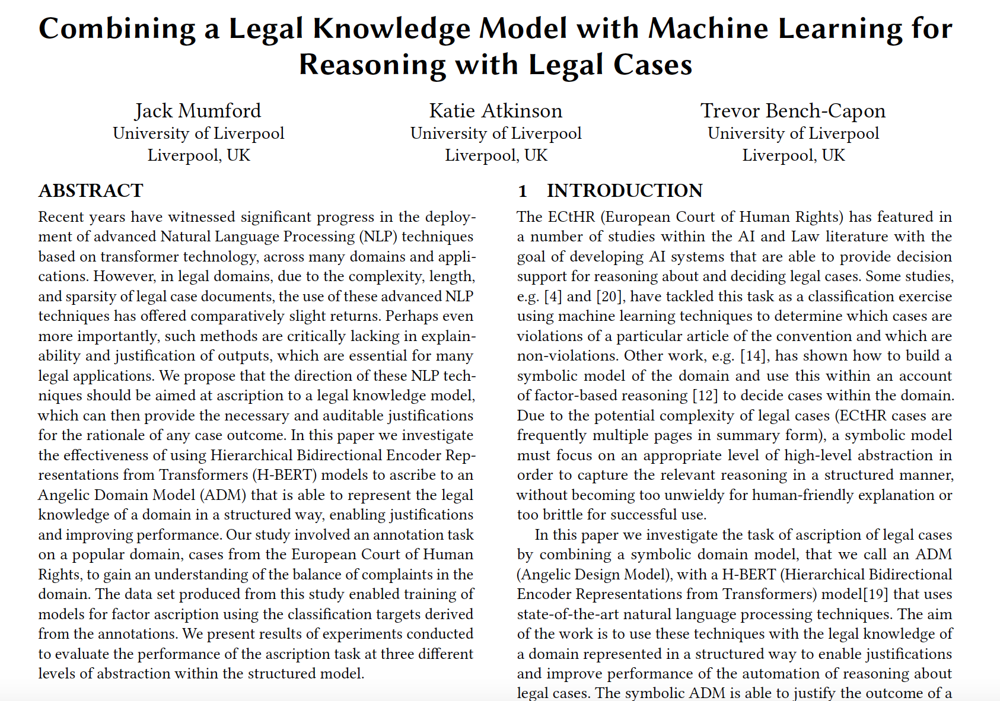 Combining a Legal Knowledge Model with Machine Learning for
Reasoning with Legal Cases
Jack Mumford
University of Liverpool
Liverpool, UK
Katie Atkinson
University of Liverpool
Liverpool, UK
Trevor Bench-Capon
University of Liverpool
Liverpool, UK
ABSTRACT
Recent years have witnessed significant progress in the deploy-
ment of advanced Natural Language Processing (NLP) techniques
based on transformer technology, across many domains and appli-
cations. However, in legal domains, due to the complexity, length,
and sparsity of legal case documents, the use of these advanced NLP
techniques has offered comparatively slight returns. Perhaps even
more importantly, such methods are critically lacking in explain-
ability and justification of outputs, which are essential for many
legal applications. We propose that the direction of these NLP tech-
niques should be aimed at ascription to a legal knowledge model,
which can then provide the necessary and auditable justifications
for the rationale of any case outcome. In this paper we investigate
the effectiveness of using Hierarchical Bidirectional Encoder Rep-
resentations from Transformers (H-BERT) models to ascribe to an
Angelic Domain Model (ADM) that is able to represent the legal
knowledge of a domain in a structured way, enabling justifications
and improving performance. Our study involved an annotation task
on a popular domain, cases from the European Court of Human
Rights, to gain an understanding of the balance of complaints in the
domain. The data set produced from this study enabled training of
models for factor ascription using the classification targets derived
from the annotations. We present results of experiments conducted
to evaluate the performance of the ascription task at three different
levels of abstraction within the structured model.
1 INTRODUCTION
The ECtHR (European Court of Human Rights) has featured in
a number of studies within the AI and Law literature with the
goal of developing AI systems that are able to provide decision
support for reasoning about and deciding legal cases. Some studies,
e.g. [4] and [20], have tackled this task as a classification exercise
using machine learning techniques to determine which cases are
violations of a particular article of the convention and which are
non-violations. Other work, e.g. [14], has shown how to build a
symbolic model of the domain and use this within an account
of factor-based reasoning [12] to decide cases within the domain.
Due to the potential complexity of legal cases (ECtHR cases are
frequently multiple pages in summary form), a symbolic model
must focus on an appropriate level of high-level abstraction in
order to capture the relevant reasoning in a structured manner,
without becoming too unwieldy for human-friendly explanation or
too brittle for successful use.
In this paper we investigate the task of ascription of legal cases
by combining a symbolic domain model, that we call an ADM
(Angelic Design Model), with a H-BERT (Hierarchical Bidirectional
Encoder Representations from Transformers) model[19] that uses
state-of-the-art natural language processing techniques. The aim
of the work is to use these techniques with the legal knowledge of
a domain represented in a structured way to enable justifications
and improve performance of the automation of reasoning about
legal cases. The symbolic ADM is able to justify the outcome of a